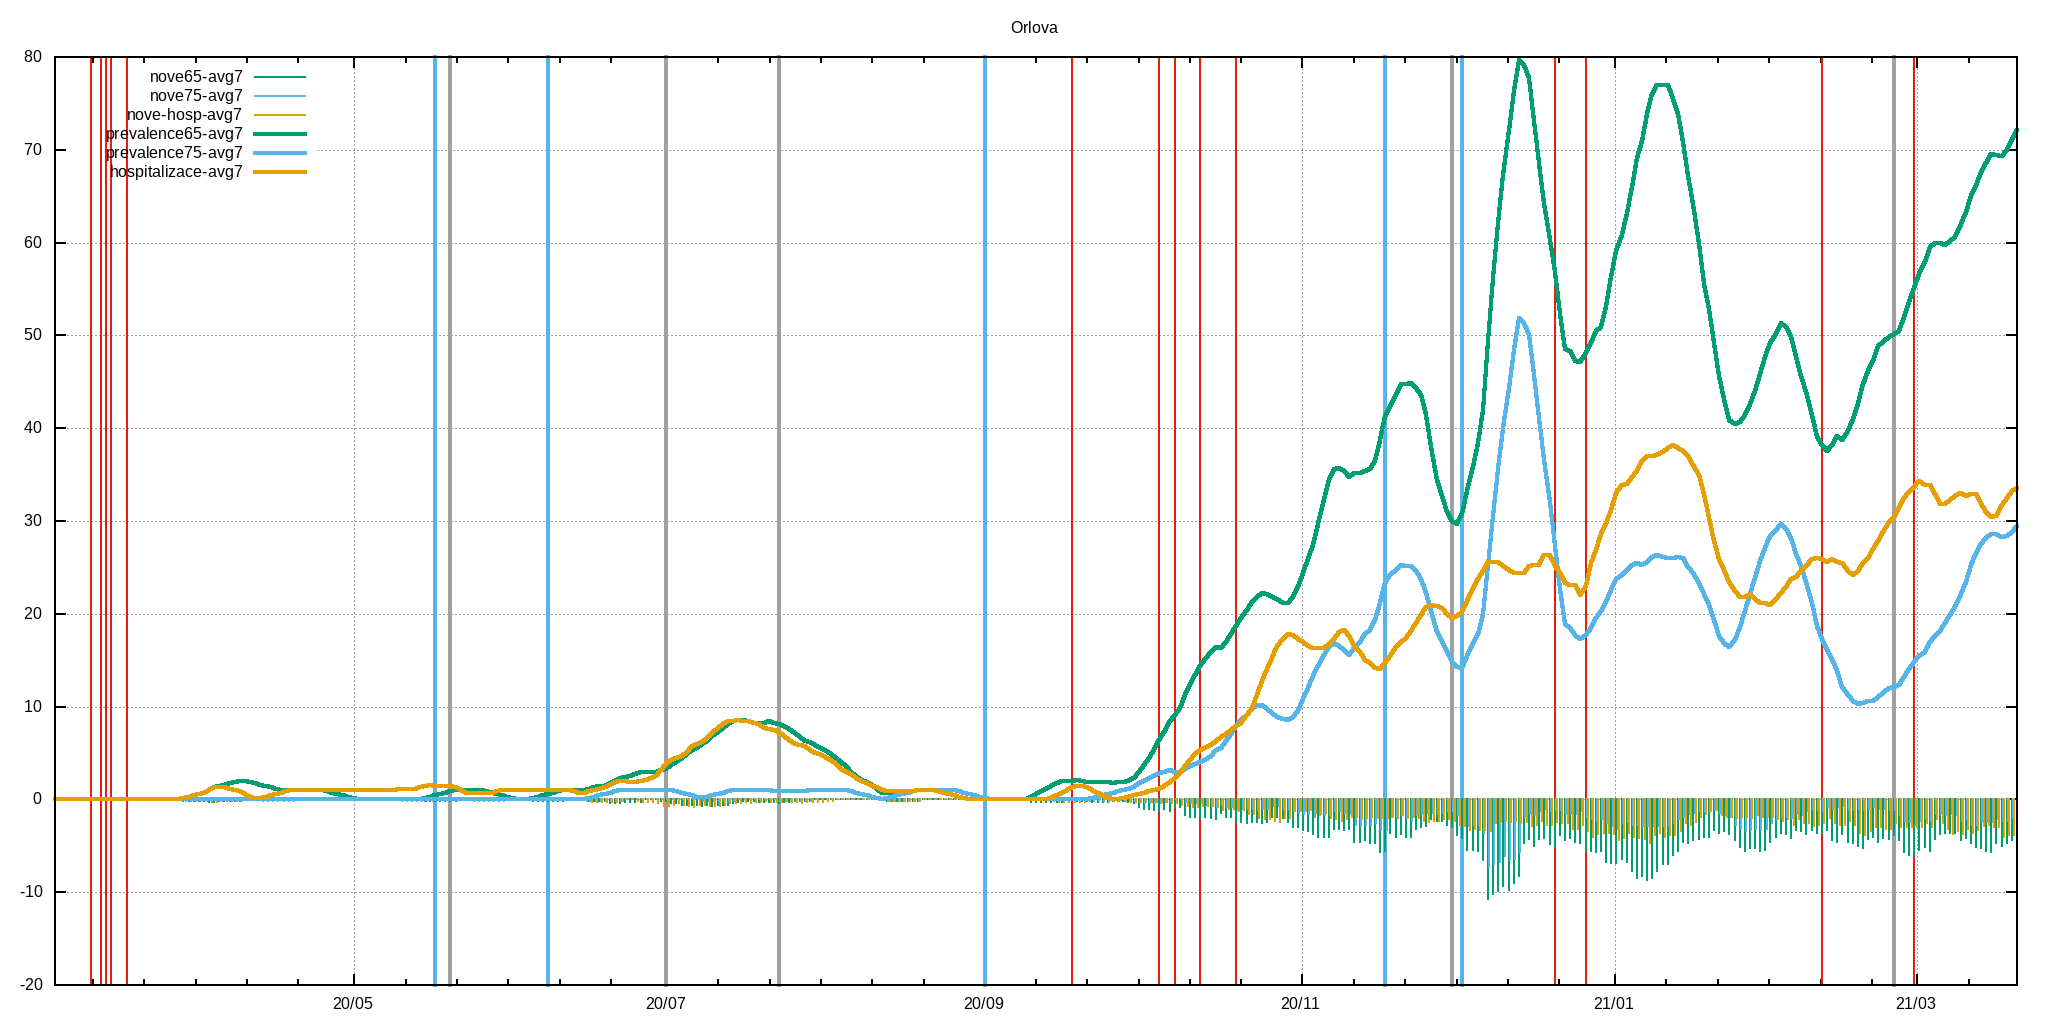 Orlova
80
70
60
50
40
30
20
10
0
-10
-20
nove65-avg7
nove75-avg7
nove-hosp-avg7
prevalence65-avg7
prevalence75-avg7
hospitalizace-avg7
20/05 20/07 20/09 20/11 21/01 21/03